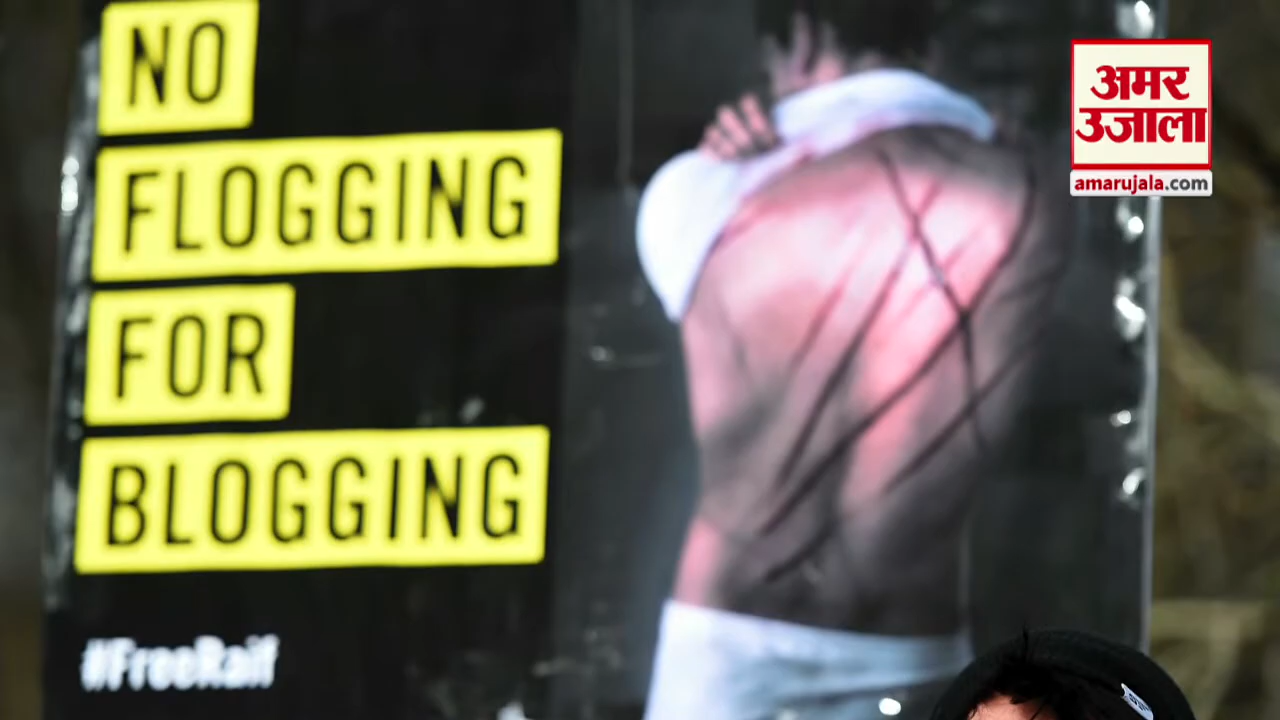 NO
FLOGGING
FOR
BLOGGING
#FreeRaif
अमर
उजाला
amarujala.com